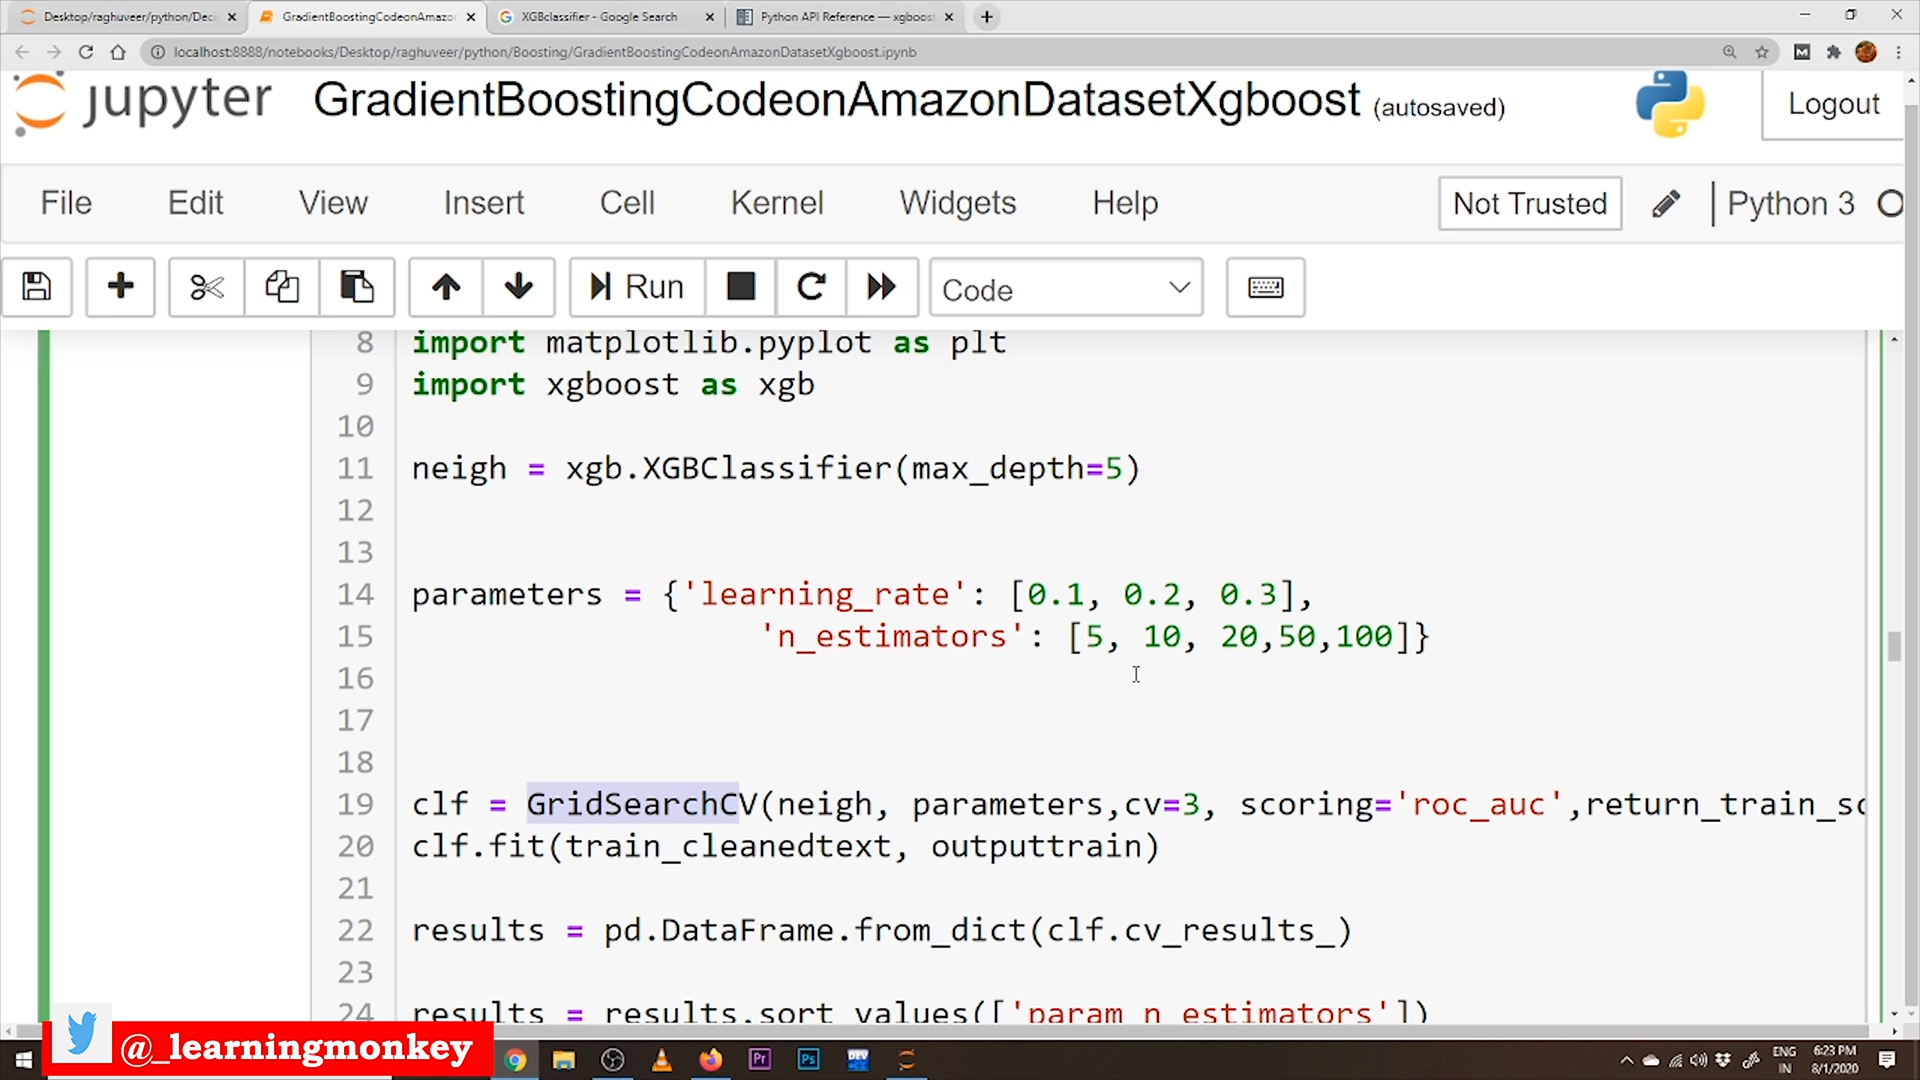 Desktop/raghuveer/python/Deci
GradientBoostingCodeonAmazon
XGBclassifier - Google Search
Python API Reference — xgboost
localhost:8888/notebooks/Desktop/raghuveer/python/Boosting/GradientBoostingCodeonAmazonDatasetXgboost.ipynb
jupyter GradientBoostingCodeonAmazonDatasetXgboost (autosaved) Logout
File Edit View Insert Cell Kernel Widgets Help Not Trusted Python 3
Run Code
8 import matplotlib.pyplot as plt
9 import xgboost as xgb
10
11 neigh = xgb.XGBClassifier(max_depth=5)
12
13
14 parameters = {'learning_rate': [0.1, 0.2, 0.3],
15 'n_estimators': [5, 10, 20,50,100]}
16
17
18
19 clf = GridSearchCV(neigh, parameters,cv=3, scoring='roc_auc',return_train_sc
20 clf.fit(train_cleanedtext, outputtrain)
21
22 results = pd.DataFrame.from_dict(clf.cv_results_)
23
24 results = results.sort_values(['param_n_estimators'])
@_learningmonkey
Pr Ps DEV
ENG
IN
6:23 PM
8/1/2020